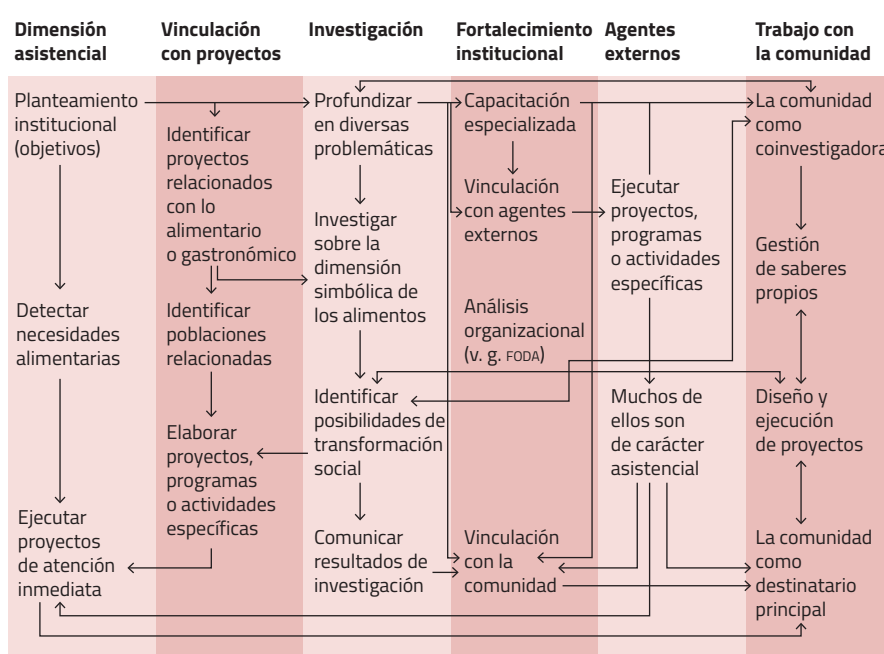 Dimensión
asistencial
Vinculación
con proyectos
Investigación
Fortalecimiento
institucional
Agentes
externos
Trabajo con
la comunidad
Planteamiento
institucional
(objetivos)
Detectar
necesidades
alimentarias
Ejecutar
proyectos
de atención
inmediata
Identificar
proyectos
relacionados
con lo
alimentario
o gastronómico
Identificar
poblaciones
relacionadas
Elaborar
proyectos,
programas
o actividades
específicas
Profundizar
en diversas
problemáticas
Investigar
sobre la
dimensión
simbólica de
los alimentos
Identificar
posibilidades de
transformación
social
Comunicar
resultados de
investigación
Capacitación
especializada
Vinculación
con agentes
externos
Análisis
organizacional
(v. g. FODA)
Vinculación
con la
comunidad
Ejecutar
proyectos,
programas
o actividades
específicas
Muchos de
ellos son
de carácter
asistencial
La comunidad
como
coinvestigadora
Gestión
de saberes
propios
Diseño y
ejecución
de proyectos
La comunidad
como
destinatario
principal